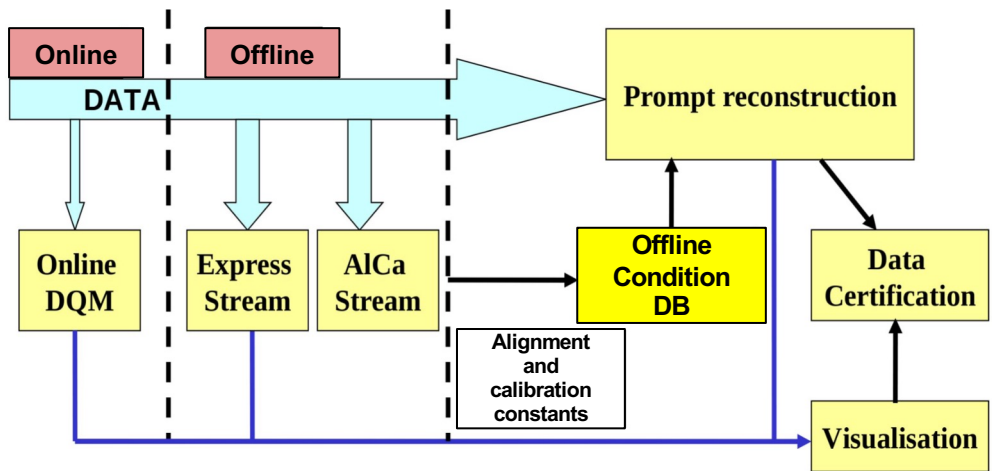 Online
Offline
DATA
Prompt reconstruction
Online
DQM
Express
Stream
AlCa
Stream
Offline
Condition
DB
Data
Certification
Alignment
and
calibration
constants
Visualisation